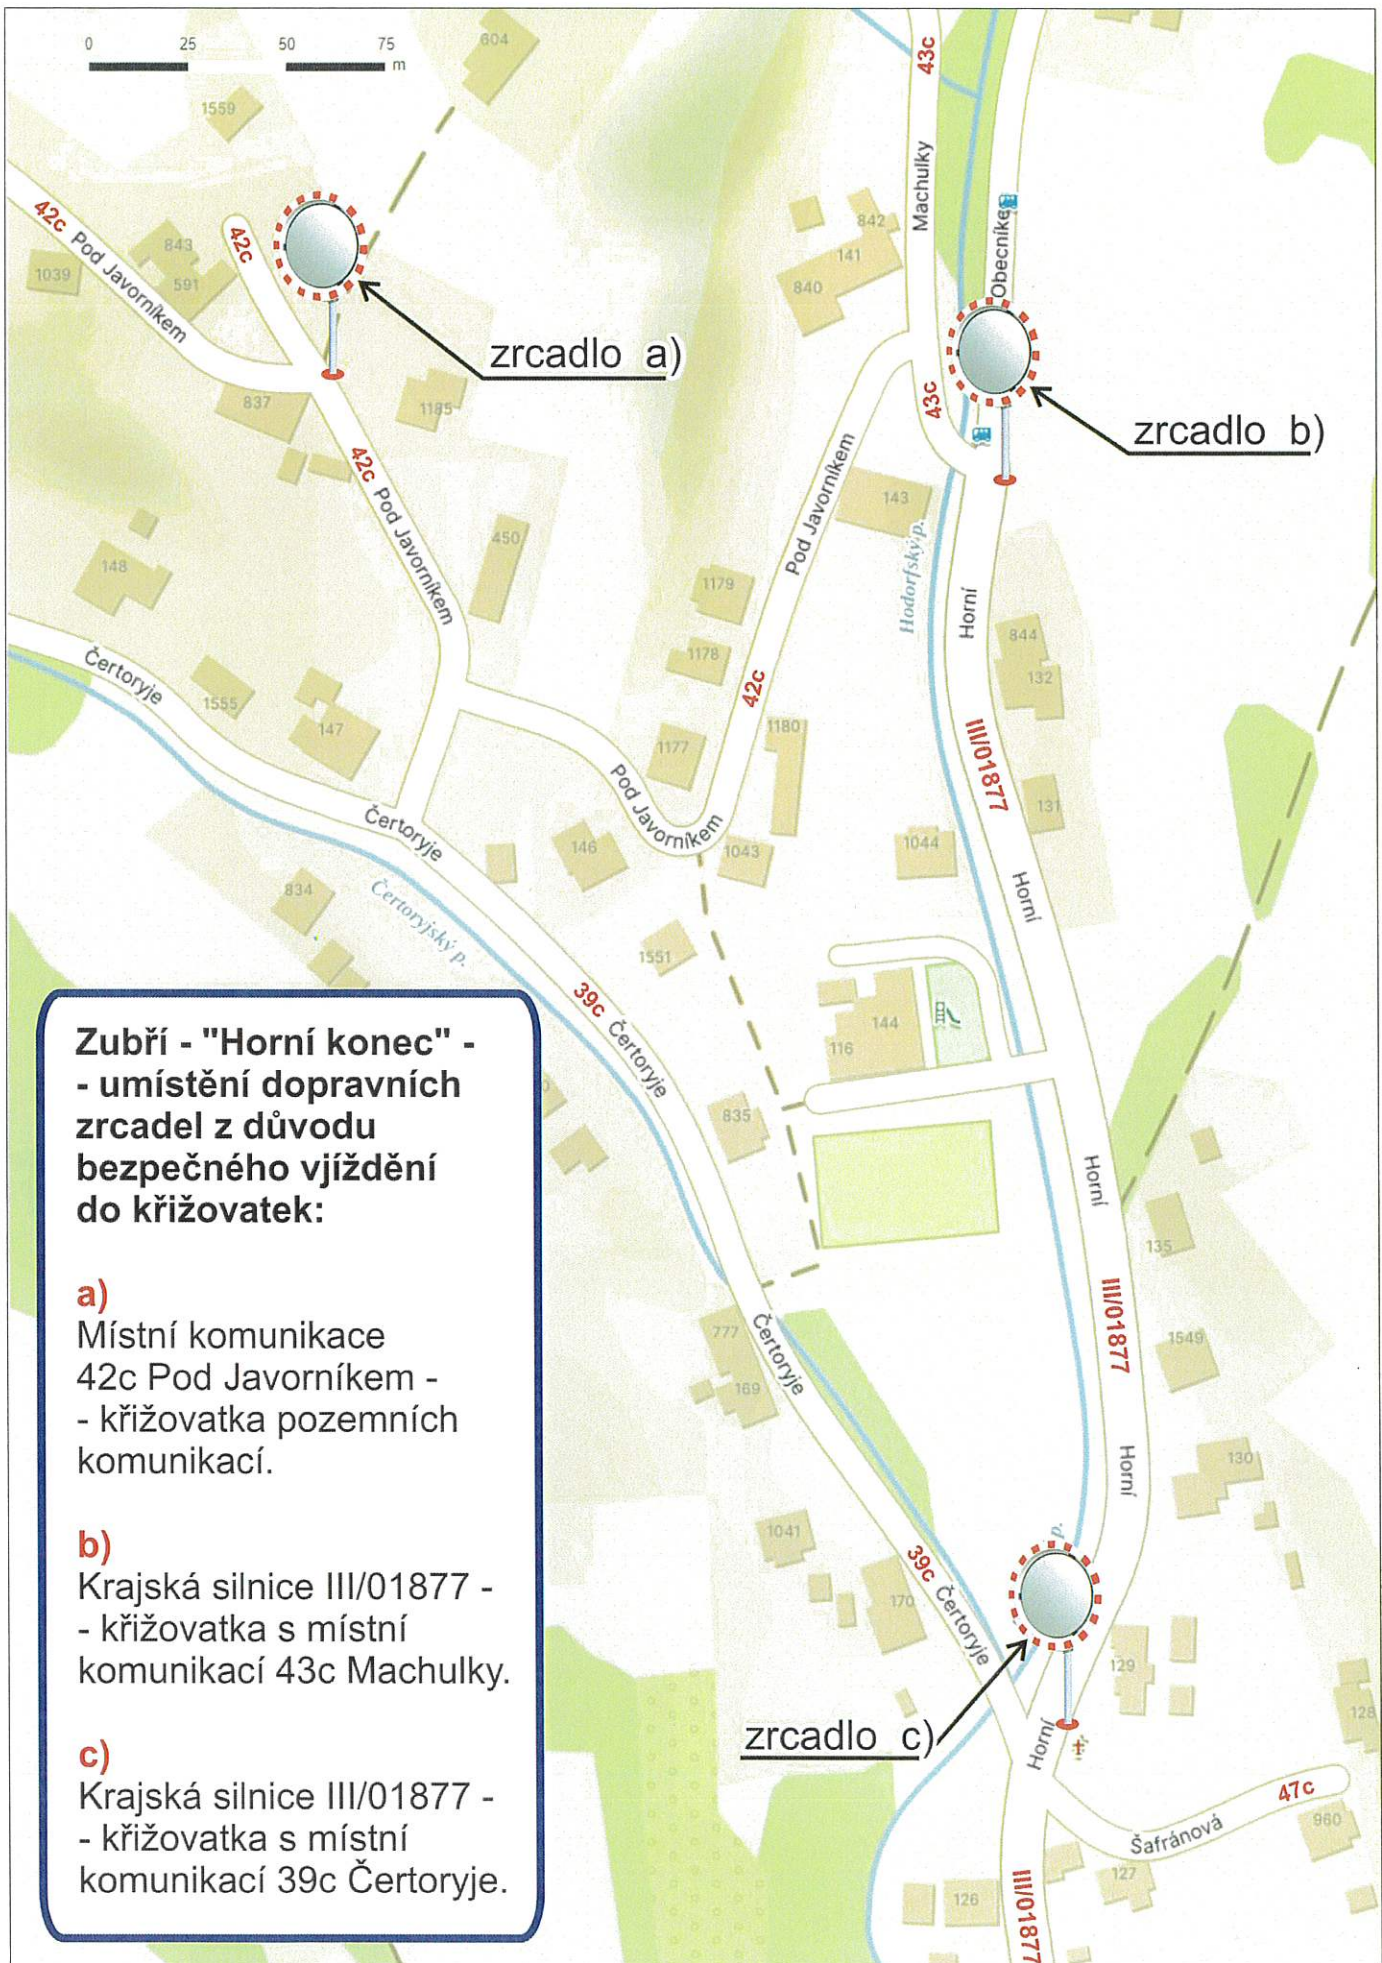 0 25 50 75
m
604
1559
43c
Machulky
Obecníke
842
141
840
42c Pod Javorníkem
42c
843
591
1039
zrcadlo a)
837
1185
43c
zrcadlo b)
42c Pod Javorníkem
450
143
Pod Javorníkem
42c
Hodorfský p.
Horní
148
1179
1178
844
132
Čertoryje
1555
147
1177
1180
III/01877
131
Pod Javorníkem
Čertoryje
146
1043
1044
Horní
834
Čertoryjský p.
1551
39c Čertoryje
144
116
835
Horní
135
III/01877
1549
777
169
Čertoryje
Horní
130
1041
p.
39c Čertoryje
170
129
128
zrcadlo c)
Horní
47c
Šafránová
960
127
126
III/01877
Zubří - "Horní konec" -
- umístění dopravních
zrcadel z důvodu
bezpečného vjíždění
do křižovatek:
a)
Místní komunikace
42c Pod Javorníkem -
- křižovatka pozemních
komunikací.
b)
Krajská silnice III/01877 -
- křižovatka s místní
komunikací 43c Machulky.
c)
Krajská silnice III/01877 -
- křižovatka s místní
komunikací 39c Čertoryje.